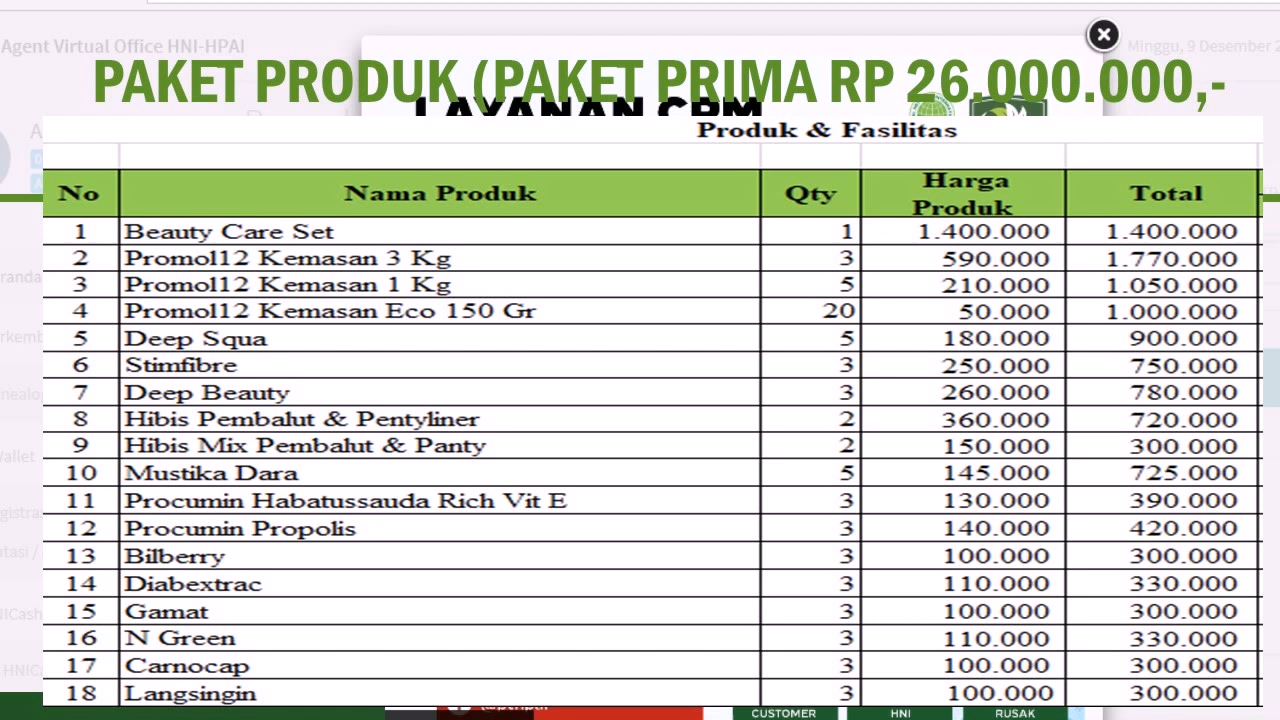 Agent Virtual Office HNI-HPAI
Minggu, 9 Desember 2
PAKET PRODUK (PAKET PRIMA RP 26.000.000,-
LAYANAN CRM
Produk & Fasilitas
No Nama Produk Qty Harga Produk Total
1 Beauty Care Set 1 1.400.000 1.400.000
2 Promol12 Kemasan 3 Kg 3 590.000 1.770.000
3 Promol12 Kemasan 1 Kg 5 210.000 1.050.000
4 Promol12 Kemasan Eco 150 Gr 20 50.000 1.000.000
5 Deep Squa 5 180.000 900.000
6 Stimfibre 3 250.000 750.000
7 Deep Beauty 3 260.000 780.000
8 Hibis Pembalut & Pentyliner 2 360.000 720.000
9 Hibis Mix Pembalut & Panty 2 150.000 300.000
10 Mustika Dara 5 145.000 725.000
11 Procumin Habatussauda Rich Vit E 3 130.000 390.000
12 Procumin Propolis 3 140.000 420.000
13 Bilberry 3 100.000 300.000
14 Diabextrac 3 110.000 330.000
15 Gamat 3 100.000 300.000
16 N Green 3 110.000 330.000
17 Carnocap 3 100.000 300.000
18 Langsingin 3 100.000 300.000
CUSTOMER HNI RUSAK